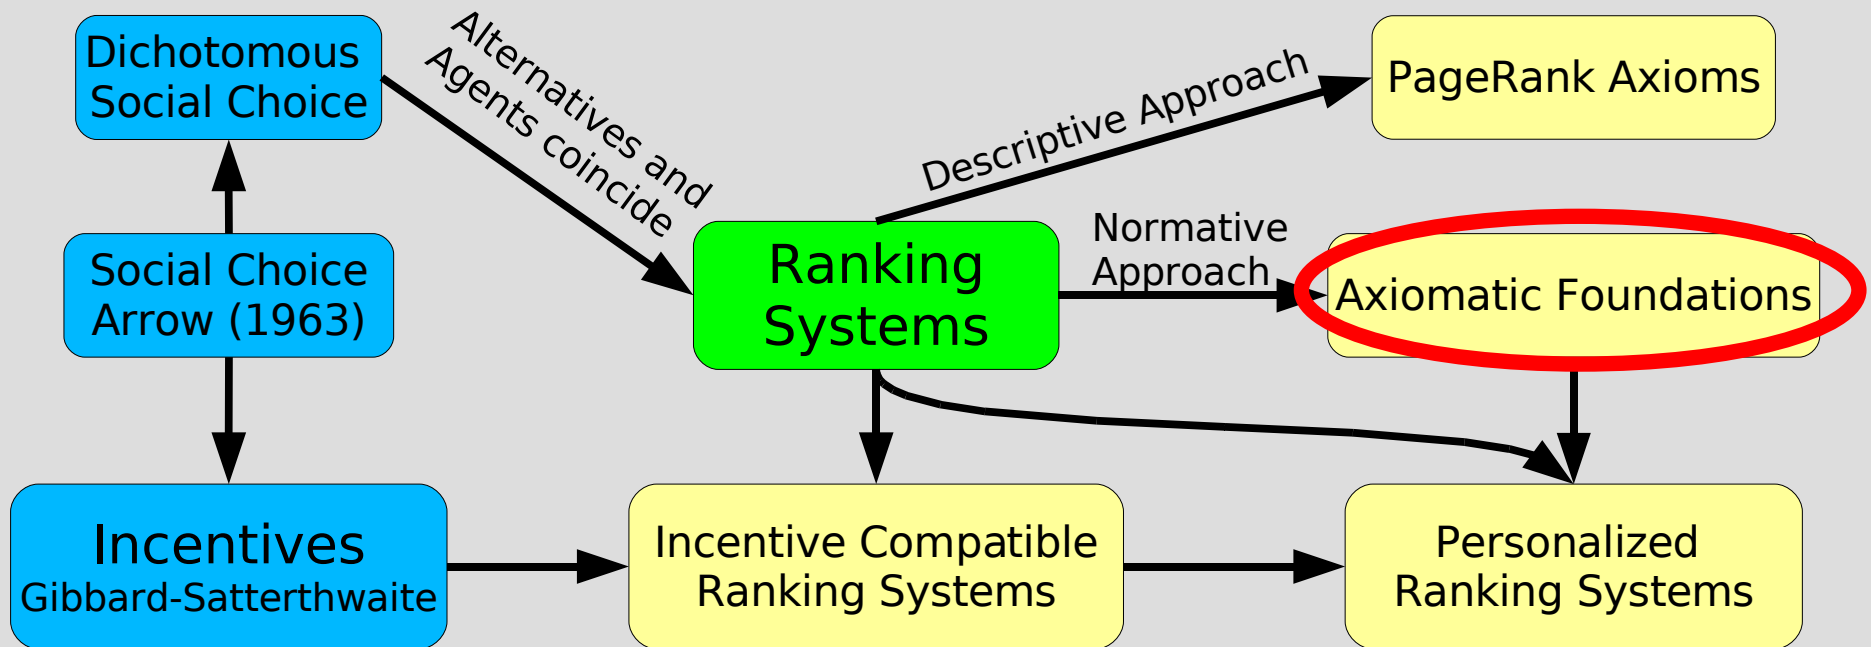 Dichotomous
Social Choice
Alternatives and
Agents coincide
Descriptive Approach
PageRank Axioms
Social Choice
Arrow (1963)
Ranking
Systems
Normative
Approach
Axiomatic Foundations
Incentives
Gibbard-Satterthwaite
Incentive Compatible
Ranking Systems
Personalized
Ranking Systems